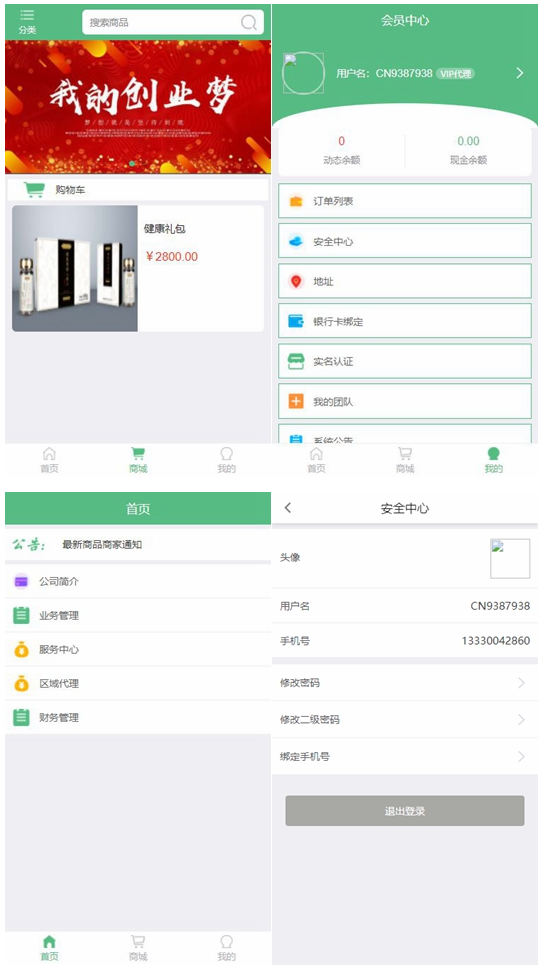 分类
搜索商品
我的创业梦
梦想就是坚持到底
购物车
健康礼包
￥2800.00
首页
商城
我的
会员中心
用户名：CN9387938 VIP代理
0
0.00
动态余额
现金余额
订单列表
安全中心
地址
银行卡绑定
实名认证
我的团队
系统公告
首页
商城
我的
首页
公告：
最新商品商家通知
公司简介
业务管理
服务中心
区域代理
财务管理
首页
商城
我的
安全中心
头像
用户名
CN9387938
手机号
13330042860
修改密码
修改二级密码
绑定手机号
退出登录